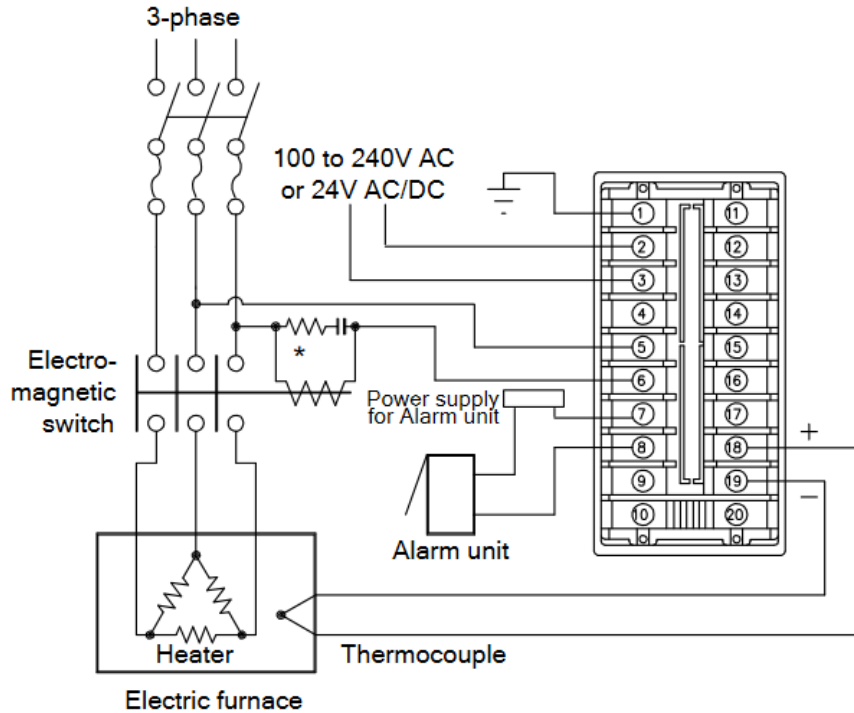 3-phase
100 to 240V AC
or 24V AC/DC
1
11
2
12
3
13
4
14
5
15
Electro-
magnetic
switch
*
6
16
Power supply
for Alarm unit
7
17
8
18
+
9
19
−
10
20
Alarm unit
Heater
Thermocouple
Electric furnace